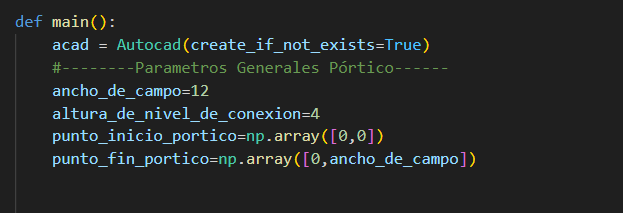 def main():
    acad = Autocad(create_if_not_exists=True)
    #--------Parametros Generales Pórtico------
    ancho_de_campo=12
    altura_de_nivel_de_conexion=4
    punto_inicio_portico=np.array([0,0])
    punto_fin_portico=np.array([0,ancho_de_campo])